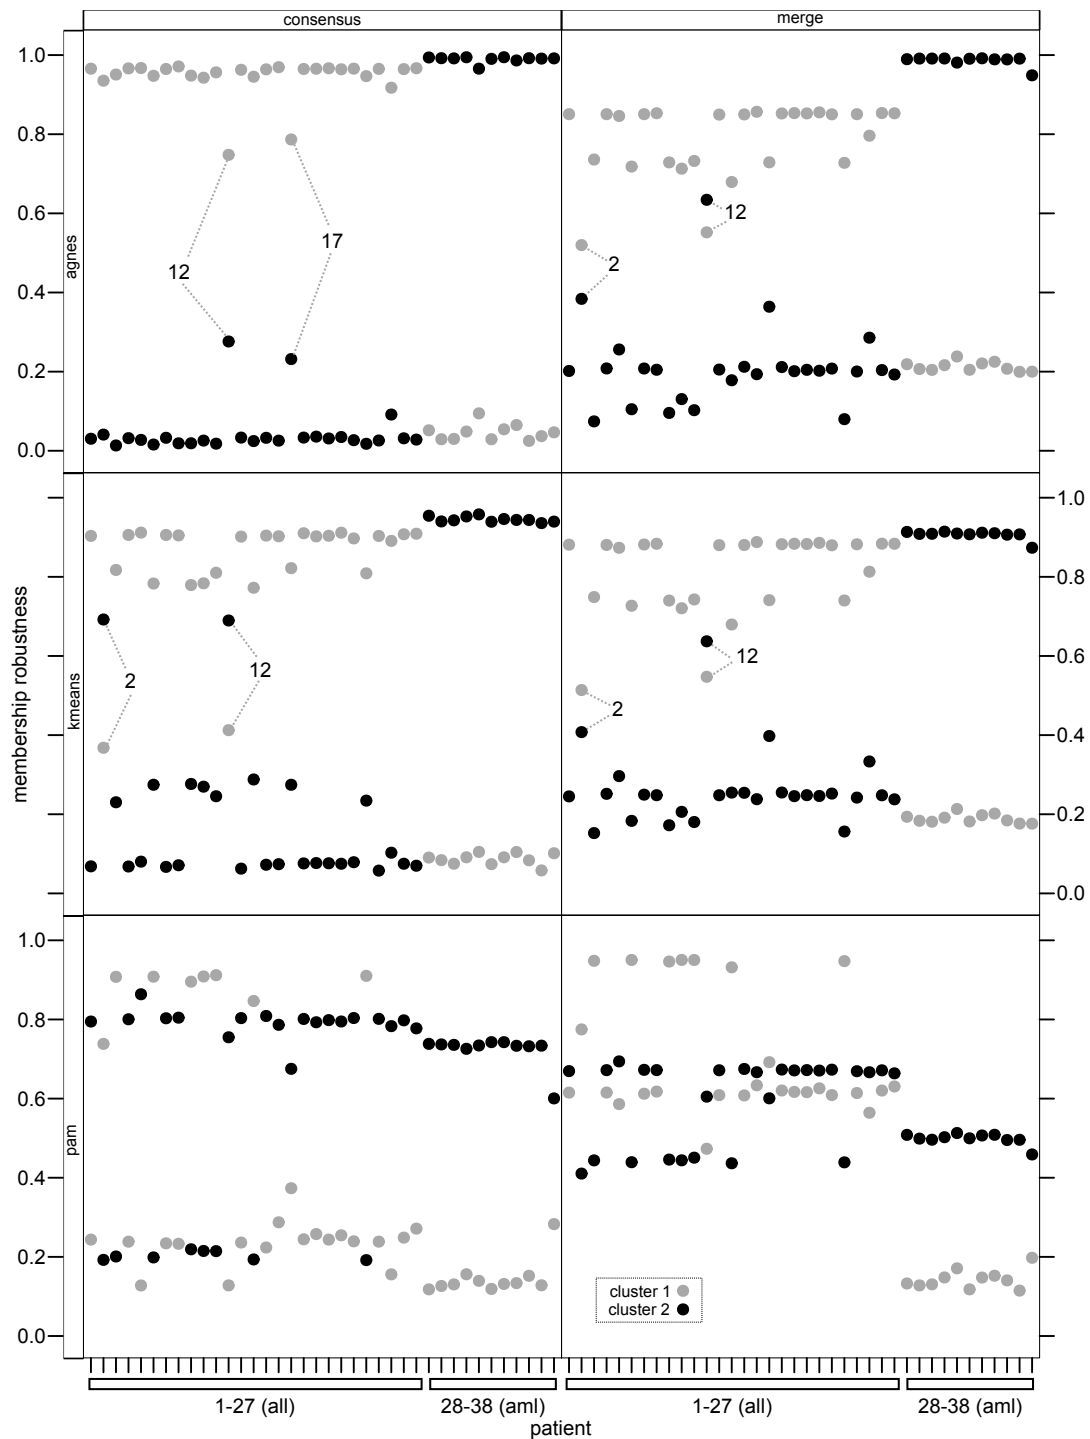 consensus merge
agnes
1.0
0.8
0.6
0.4
0.2
0.0
12
17
2
12
membership robustness
kmeans
2
12
2
12
1.0
0.8
0.6
0.4
0.2
0.0
pam
1.0
0.8
0.6
0.4
0.2
0.0
cluster 1
cluster 2
1-27 (all) 28-38 (aml) 1-27 (all) 28-38 (aml)
patient